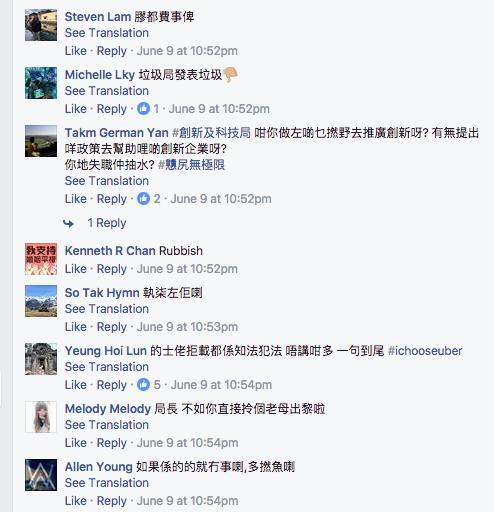 Steven Lam 膠都費事俾
See Translation
Like · Reply · June 9 at 10:52pm
Michelle Lky 垃圾局發表垃圾
See Translation
Like · Reply · 1 · June 9 at 10:52pm
Takm German Yan #創新及科技局 咁你做左啲乜撚野去推廣創新呀? 有無提出
咩政策去幫助哩啲創新企業呀?
你地失職仲抽水? #戇尻無極限
See Translation
Like · Reply · 2 · June 9 at 10:52pm
1 Reply
我支持
Kenneth R Chan Rubbish
Like · Reply · June 9 at 10:52pm
So Tak Hymn 執柒左佢喇
See Translation
Like · Reply · June 9 at 10:53pm
Yeung Hoi Lun 的士佬拒載都係知法犯法 唔講咁多 一句到尾 #ichooseuber
See Translation
Like · Reply · 5 · June 9 at 10:54pm
Melody Melody 局長 不如你直接拎個老母出黎啦
See Translation
Like · Reply · June 9 at 10:54pm
Allen Young 如果係的的就冇事喇,多撚魚喇
See Translation
Like · Reply · June 9 at 10:54pm